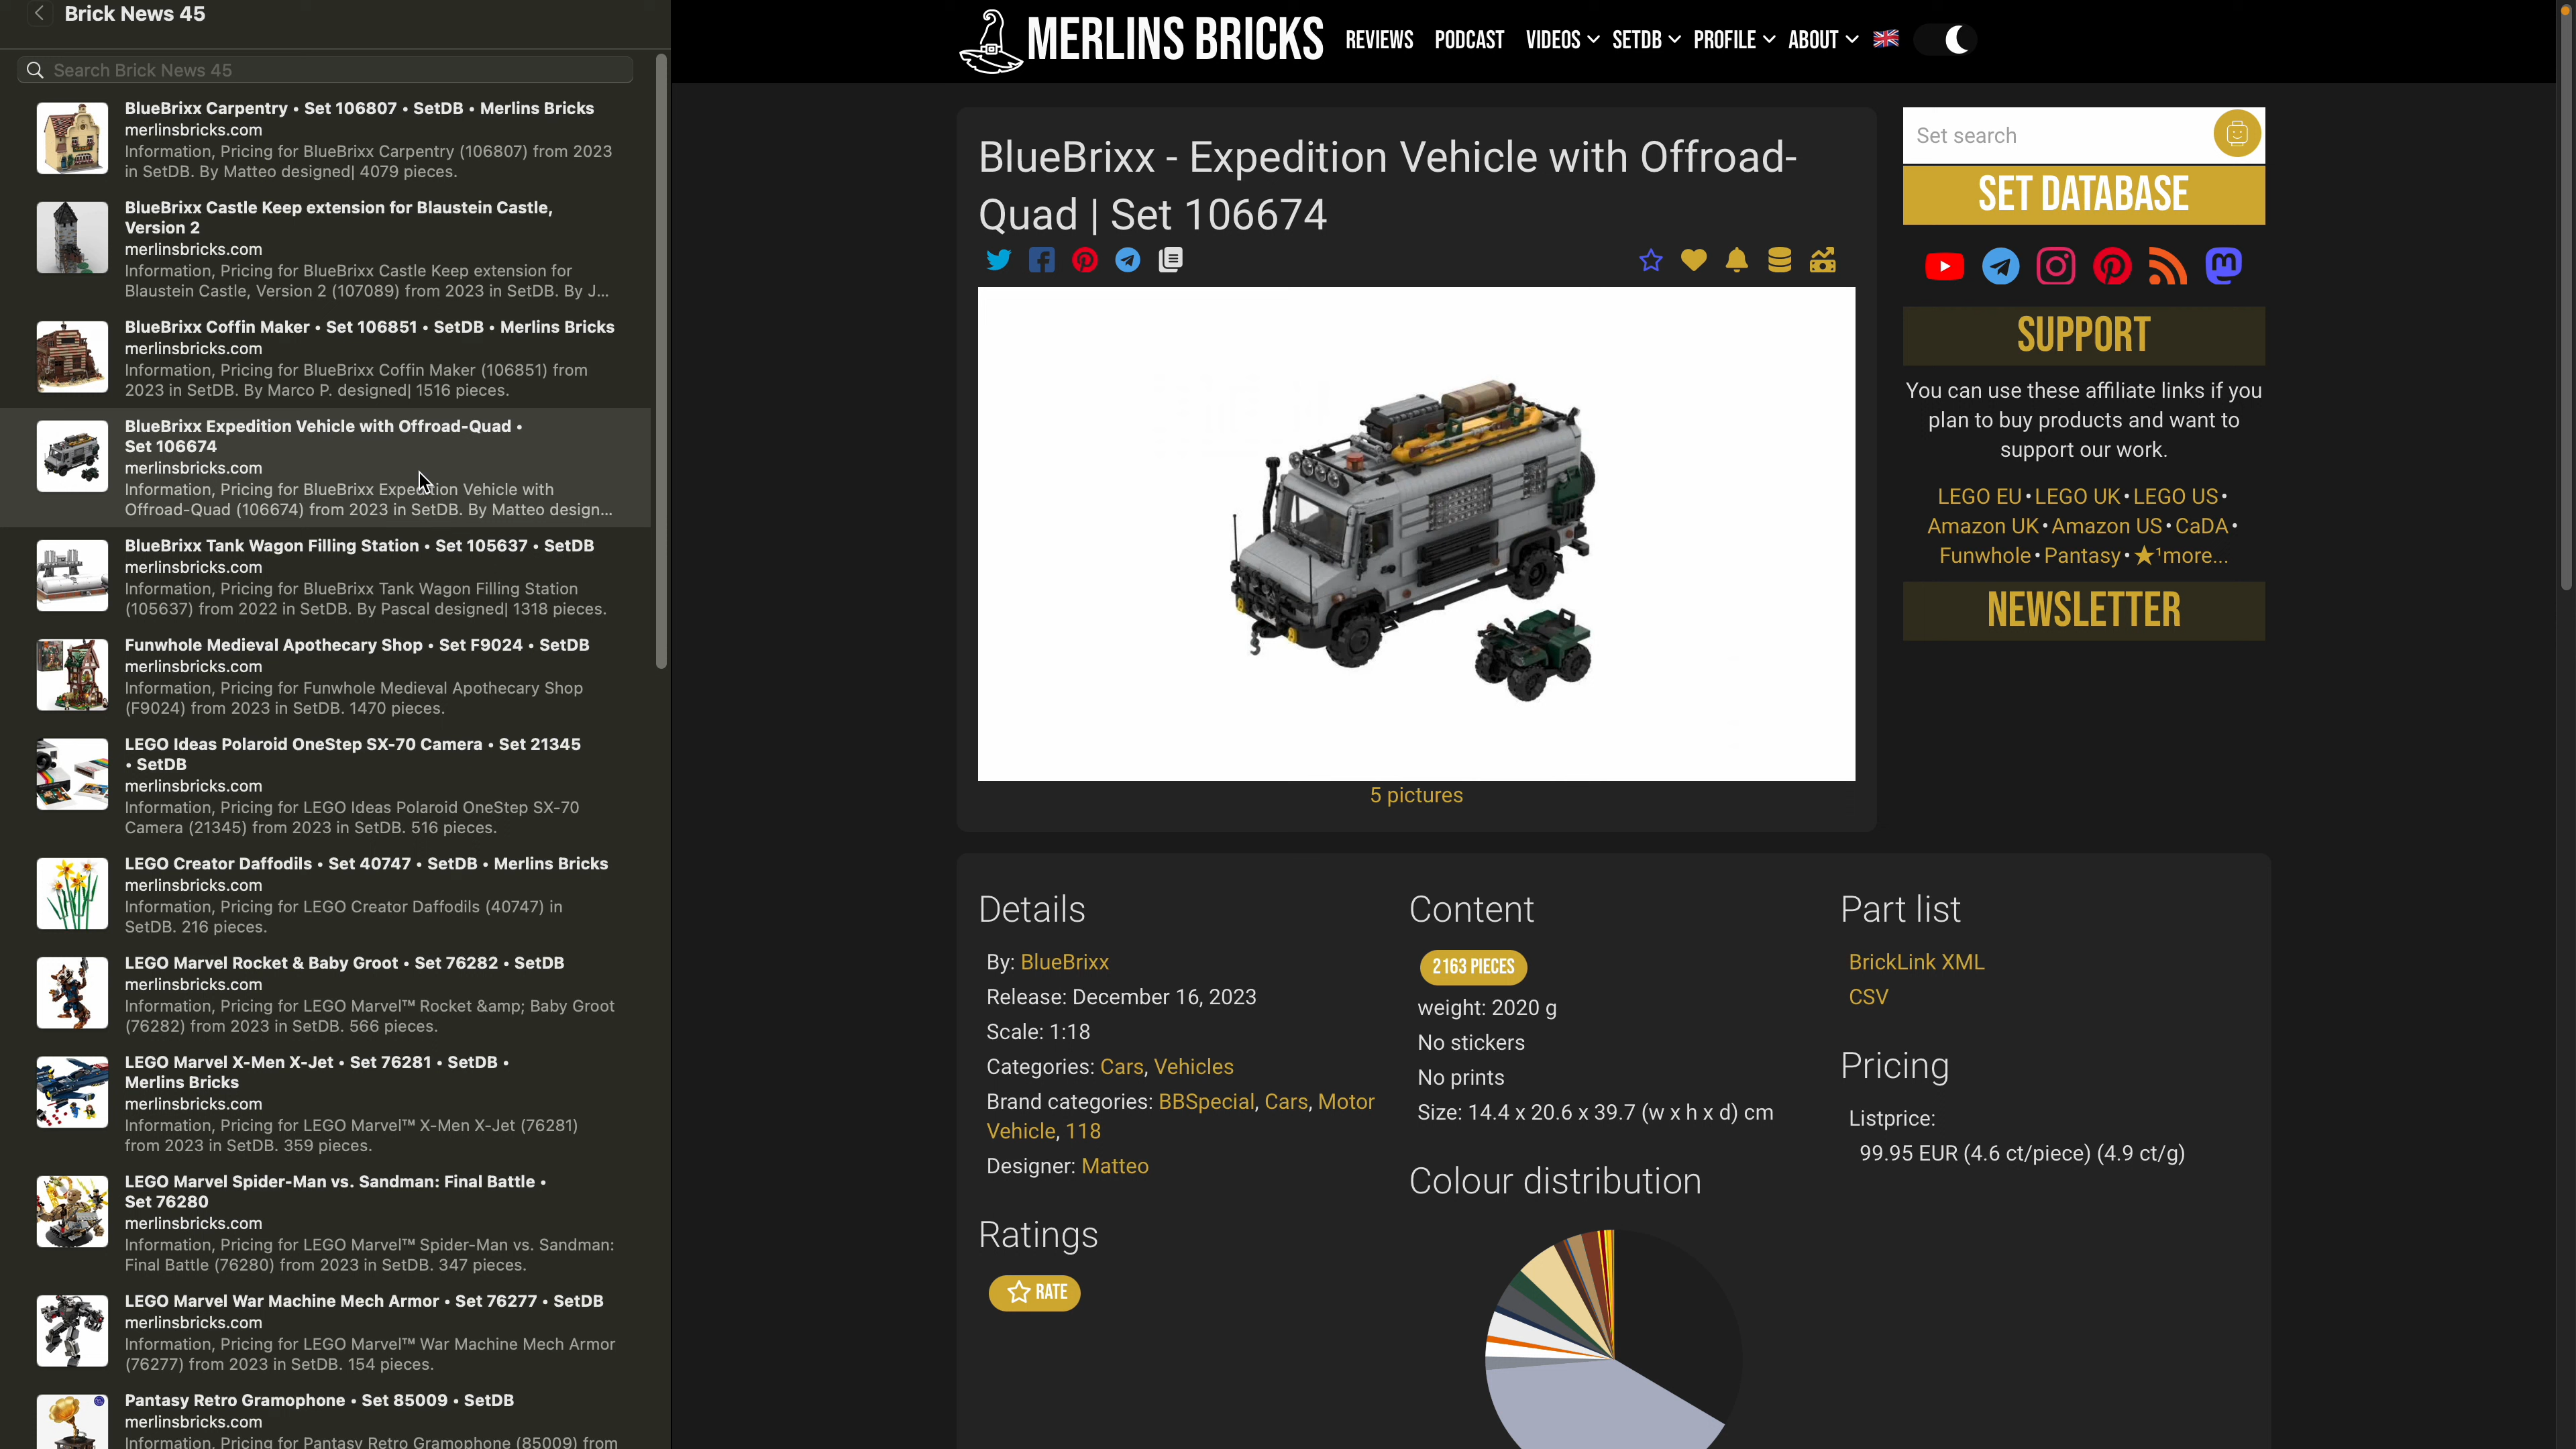 Brick News 45
Search Brick News 45
BlueBrixx Carpentry • Set 106807 • SetDB • Merlins Bricks
merlinsbricks.com
Information, Pricing for BlueBrixx Carpentry (106807) from 2023
in SetDB. By Matteo designed| 4079 pieces.
BlueBrixx Castle Keep extension for Blaustein Castle,
Version 2
merlinsbricks.com
Information, Pricing for BlueBrixx Castle Keep extension for
Blaustein Castle, Version 2 (107089) from 2023 in SetDB. By J...
BlueBrixx Coffin Maker • Set 106851 • SetDB • Merlins Bricks
merlinsbricks.com
Information, Pricing for BlueBrixx Coffin Maker (106851) from
2023 in SetDB. By Marco P. designed| 1516 pieces.
BlueBrixx Expedition Vehicle with Offroad-Quad •
Set 106674
merlinsbricks.com
Information, Pricing for BlueBrixx Expedition Vehicle with
Offroad-Quad (106674) from 2023 in SetDB. By Matteo design...
BlueBrixx Tank Wagon Filling Station • Set 105637 • SetDB
merlinsbricks.com
Information, Pricing for BlueBrixx Tank Wagon Filling Station
(105637) from 2022 in SetDB. By Pascal designed| 1318 pieces.
Funwhole Medieval Apothecary Shop • Set F9024 • SetDB
merlinsbricks.com
Information, Pricing for Funwhole Medieval Apothecary Shop
(F9024) from 2023 in SetDB. 1470 pieces.
LEGO Ideas Polaroid OneStep SX-70 Camera • Set 21345
• SetDB
merlinsbricks.com
Information, Pricing for LEGO Ideas Polaroid OneStep SX-70
Camera (21345) from 2023 in SetDB. 516 pieces.
LEGO Creator Daffodils • Set 40747 • SetDB • Merlins Bricks
merlinsbricks.com
Information, Pricing for LEGO Creator Daffodils (40747) in
SetDB. 216 pieces.
LEGO Marvel Rocket & Baby Groot • Set 76282 • SetDB
merlinsbricks.com
Information, Pricing for LEGO Marvel™ Rocket &amp; Baby Groot
(76282) from 2023 in SetDB. 566 pieces.
LEGO Marvel X-Men X-Jet • Set 76281 • SetDB •
Merlins Bricks
merlinsbricks.com
Information, Pricing for LEGO Marvel™ X-Men X-Jet (76281)
from 2023 in SetDB. 359 pieces.
LEGO Marvel Spider-Man vs. Sandman: Final Battle •
Set 76280
merlinsbricks.com
Information, Pricing for LEGO Marvel™ Spider-Man vs. Sandman:
Final Battle (76280) from 2023 in SetDB. 347 pieces.
LEGO Marvel War Machine Mech Armor • Set 76277 • SetDB
merlinsbricks.com
Information, Pricing for LEGO Marvel™ War Machine Mech Armor
(76277) from 2023 in SetDB. 154 pieces.
Pantasy Retro Gramophone • Set 85009 • SetDB
merlinsbricks.com
Information, Pricing for Pantasy Retro Gramophone (85009) from
MERLINS BRICKS REVIEWS PODCAST VIDEOS SETDB PROFILE ABOUT
BlueBrixx - Expedition Vehicle with Offroad-
Quad | Set 106674
5 pictures
Set search
SET DATABASE
SUPPORT
You can use these affiliate links if you
plan to buy products and want to
support our work.
LEGO EU • LEGO UK • LEGO US •
Amazon UK • Amazon US • CaDA •
Funwhole • Pantasy • ★¹more...
NEWSLETTER
Details
By: BlueBrixx
Release: December 16, 2023
Scale: 1:18
Categories: Cars, Vehicles
Brand categories: BBSpecial, Cars, Motor
Vehicle, 118
Designer: Matteo
Ratings
RATE
Content
2163 PIECES
weight: 2020 g
No stickers
No prints
Size: 14.4 x 20.6 x 39.7 (w x h x d) cm
Colour distribution
Part list
BrickLink XML
CSV
Pricing
Listprice:
99.95 EUR (4.6 ct/piece) (4.9 ct/g)